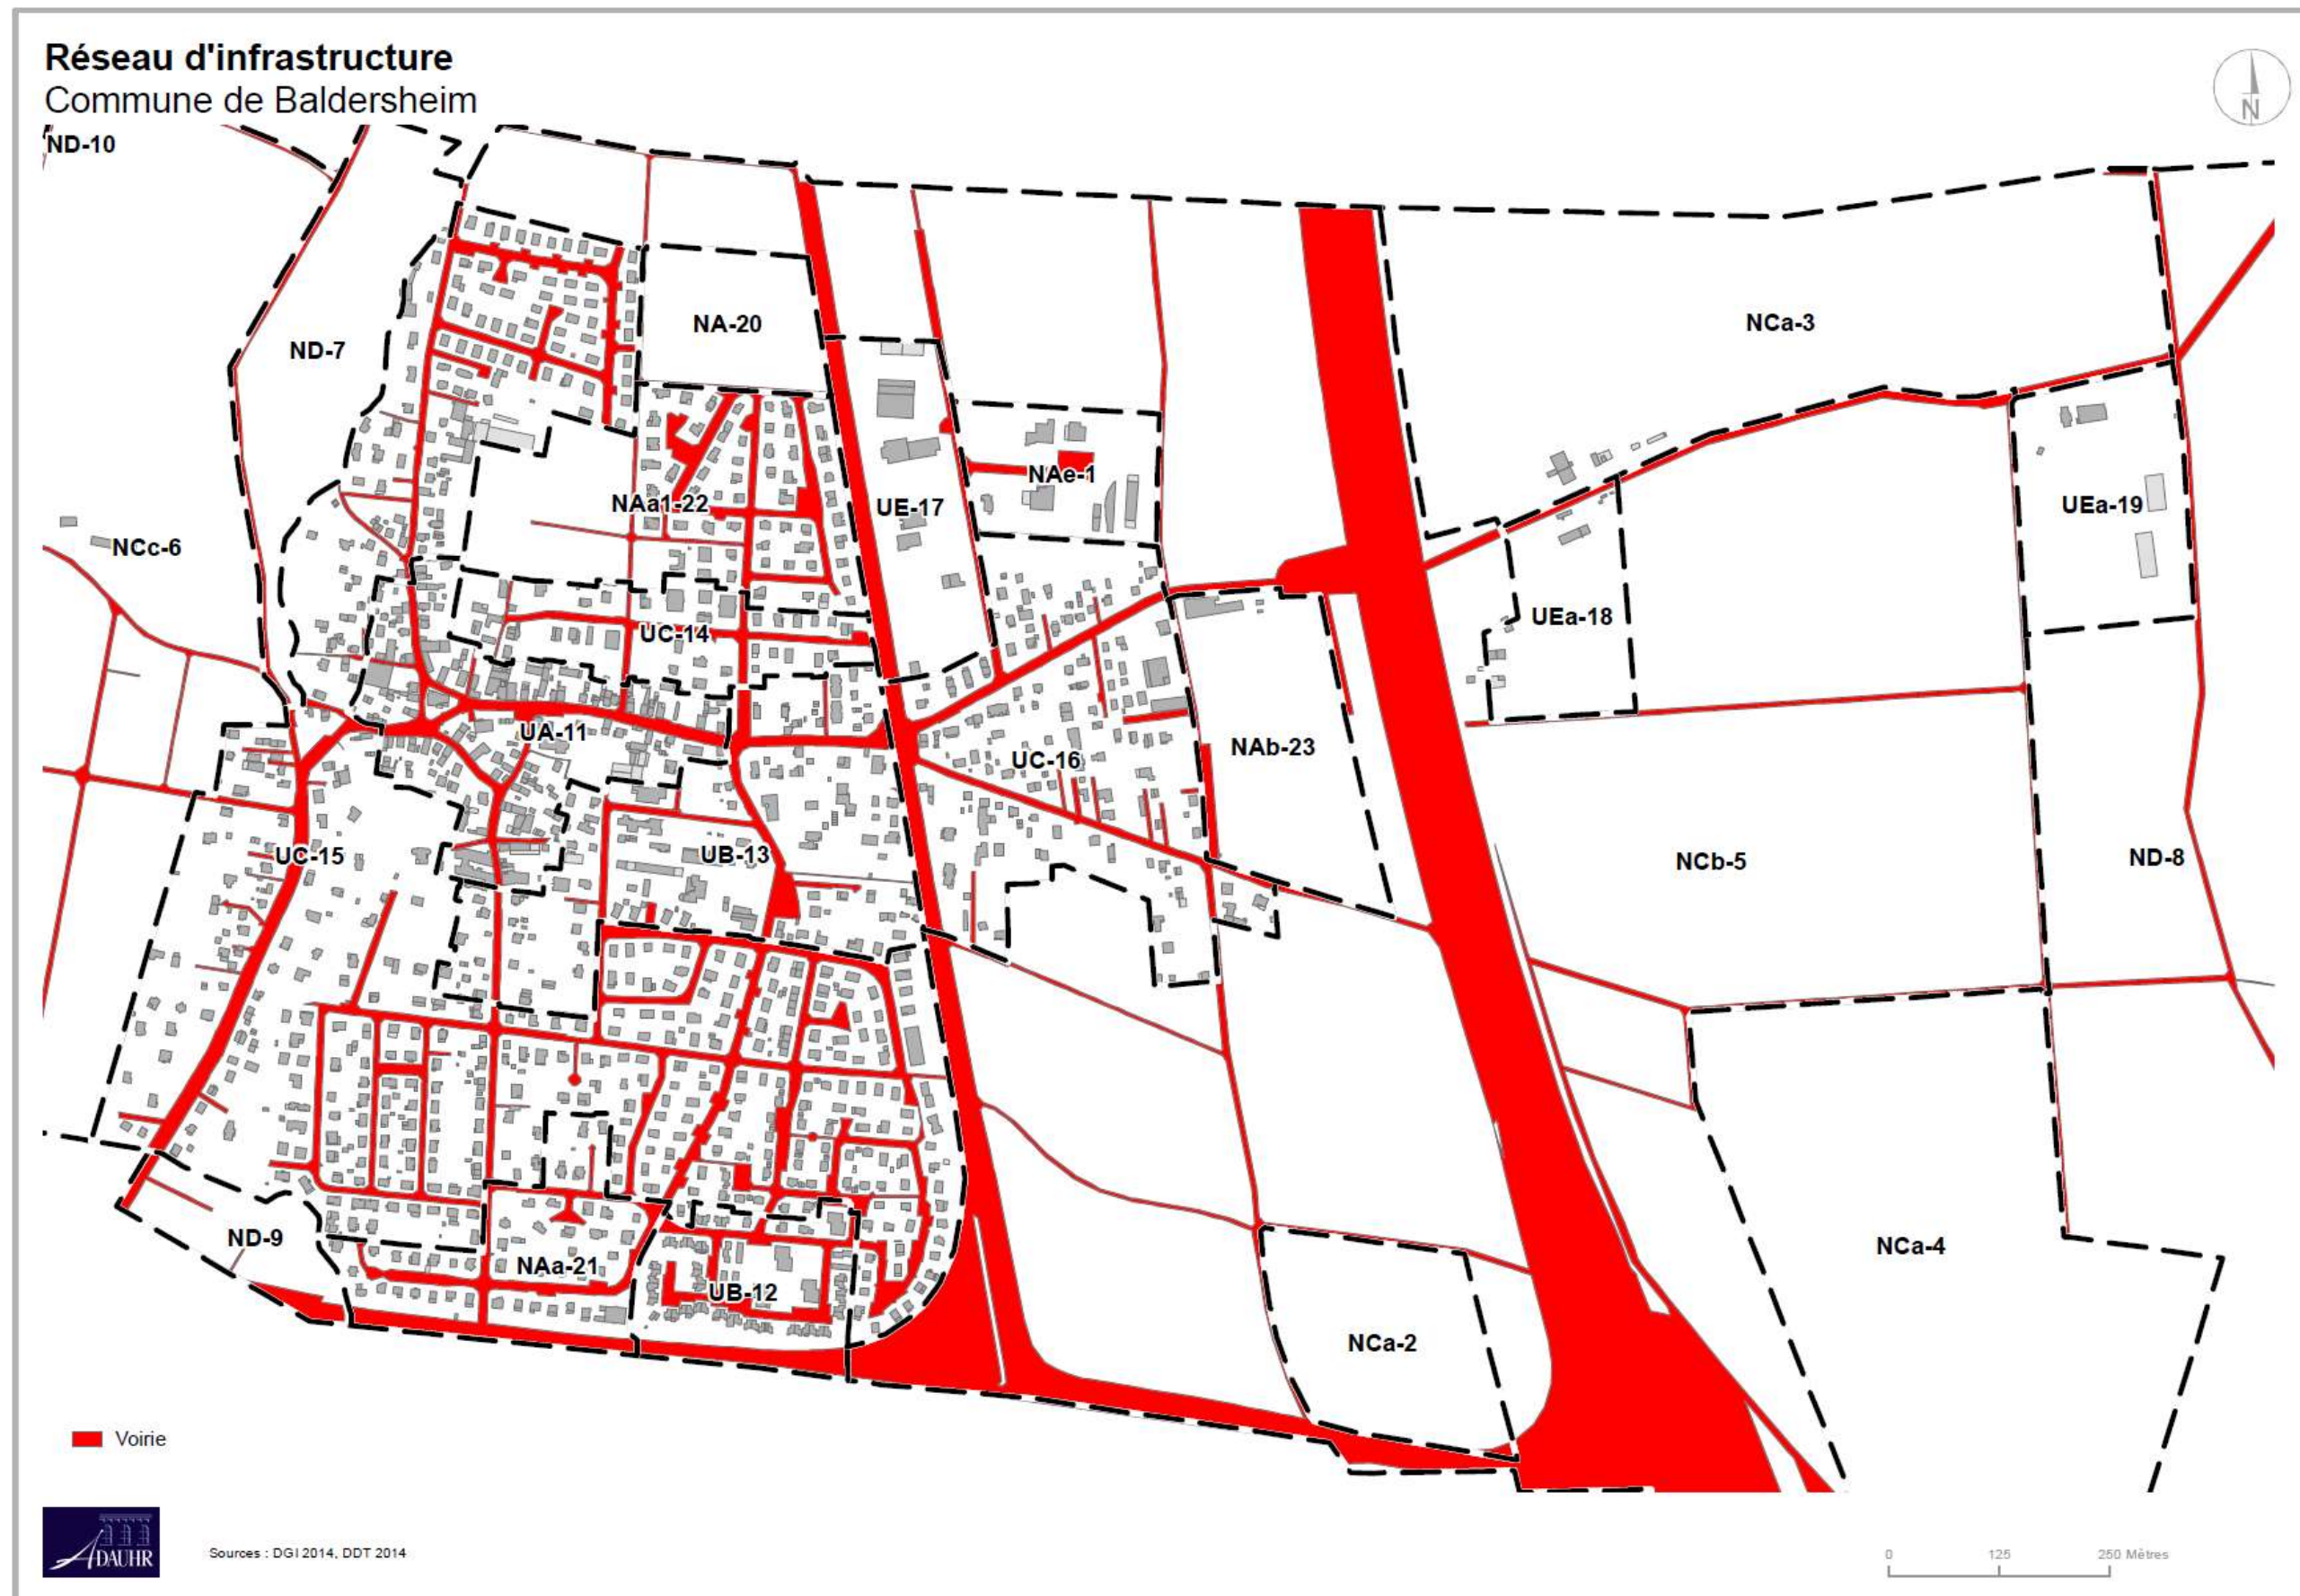 Réseau d'infrastructure
Commune de Baldersheim
N
ND-10
NCa-3
NA-20
ND-7
NAe-1
NAa1-22
UE-17
UEa-19
NCc-6
UEa-18
UC-14
UA-11
NAb-23
UC-16
UC-15
UB-13
NCb-5
ND-8
ND-9
NCa-4
NAa-21
UB-12
NCa-2
Voirie
ADAUHR
Sources : DGI 2014, DDT 2014
0 125 250 Mètres